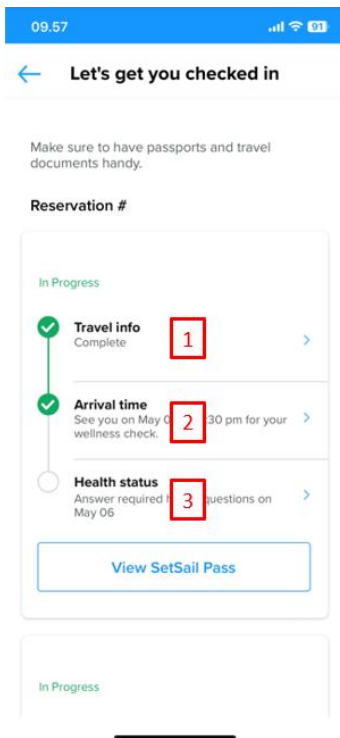 09.57
91
Let's get you checked in
Make sure to have passports and travel
documents handy.
Reservation #
In Progress
Travel info
Complete
1
Arrival time
See you on May 0 30 pm for your
wellness check.
2
Health status
Answer required questions on
May 06
3
View SetSail Pass
In Progress